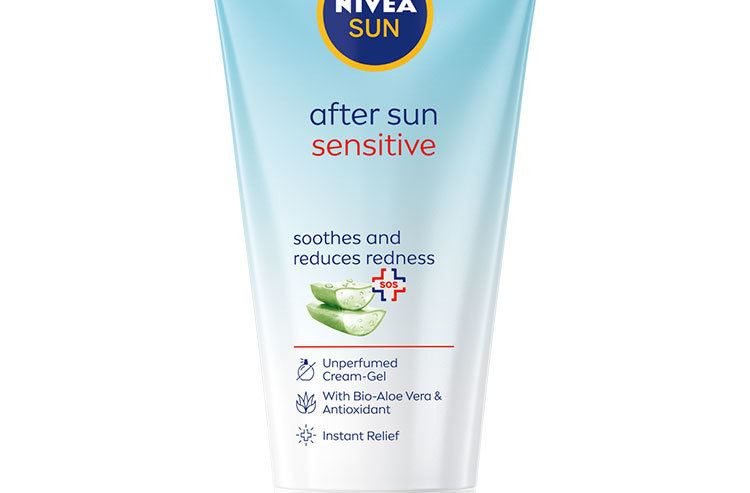 NIVEA
SUN
after sun
sensitive
soothes and
reduces redness
SOS
Unperfumed
Cream-Gel
With Bio-Aloe Vera &
Antioxidant
Instant Relief